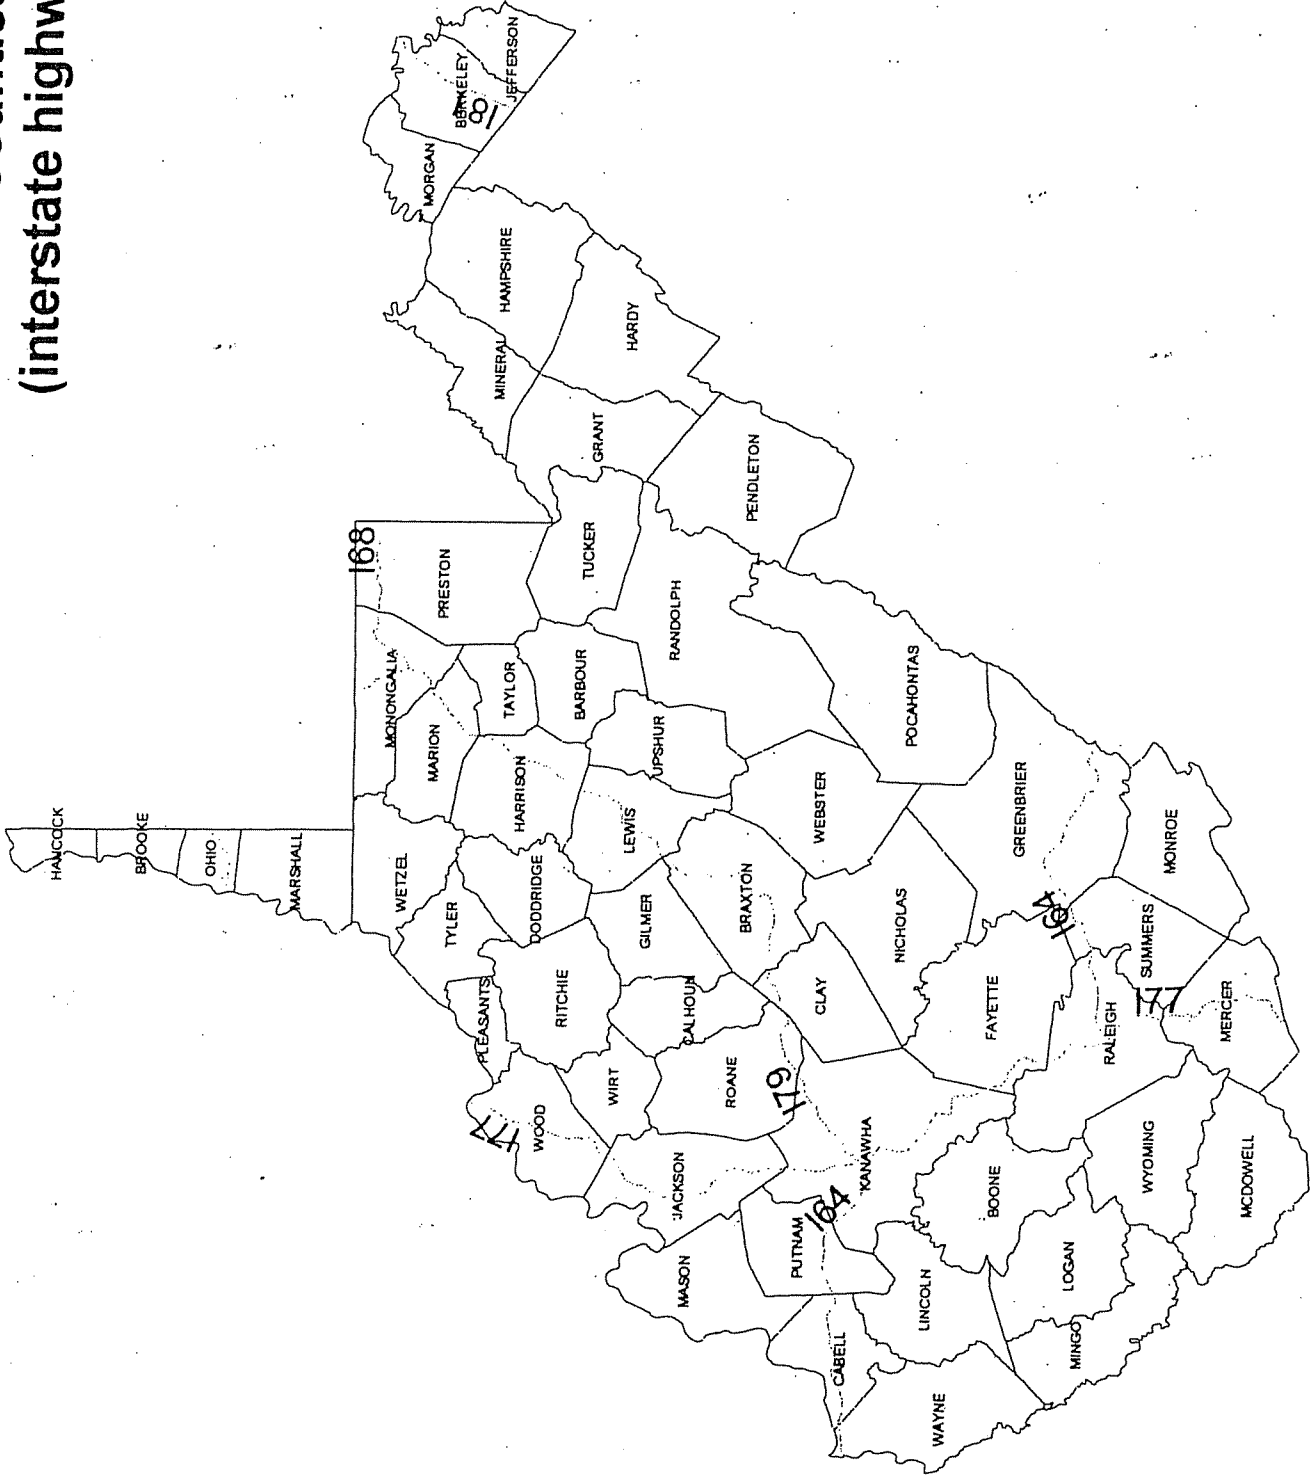 (interstate highw
HANCOCK
BROOKE
OHIO
MARSHALL
WETZEL
MONONGALIA
MARION
PRESTON
I68
TYLER
PLEASANTS
DODDRIDGE
HARRISON
TAYLOR
BARBOUR
TUCKER
GRANT
MINERAL
HAMPSHIRE
HARDY
MORGAN
BERKELEY
I81
JEFFERSON
I77
WOOD
RITCHIE
WIRT
GILMER
LEWIS
UPSHUR
RANDOLPH
PENDLETON
CALHOUN
ROANE
JACKSON
MASON
BRAXTON
WEBSTER
POCAHONTAS
I79
CLAY
NICHOLAS
KANAWHA
PUTNAM
I64
CABELL
WAYNE
LINCOLN
BOONE
FAYETTE
GREENBRIER
I64
LOGAN
MINGO
RALEIGH
SUMMERS
MONROE
I77
WYOMING
MERCER
MCDOWELL